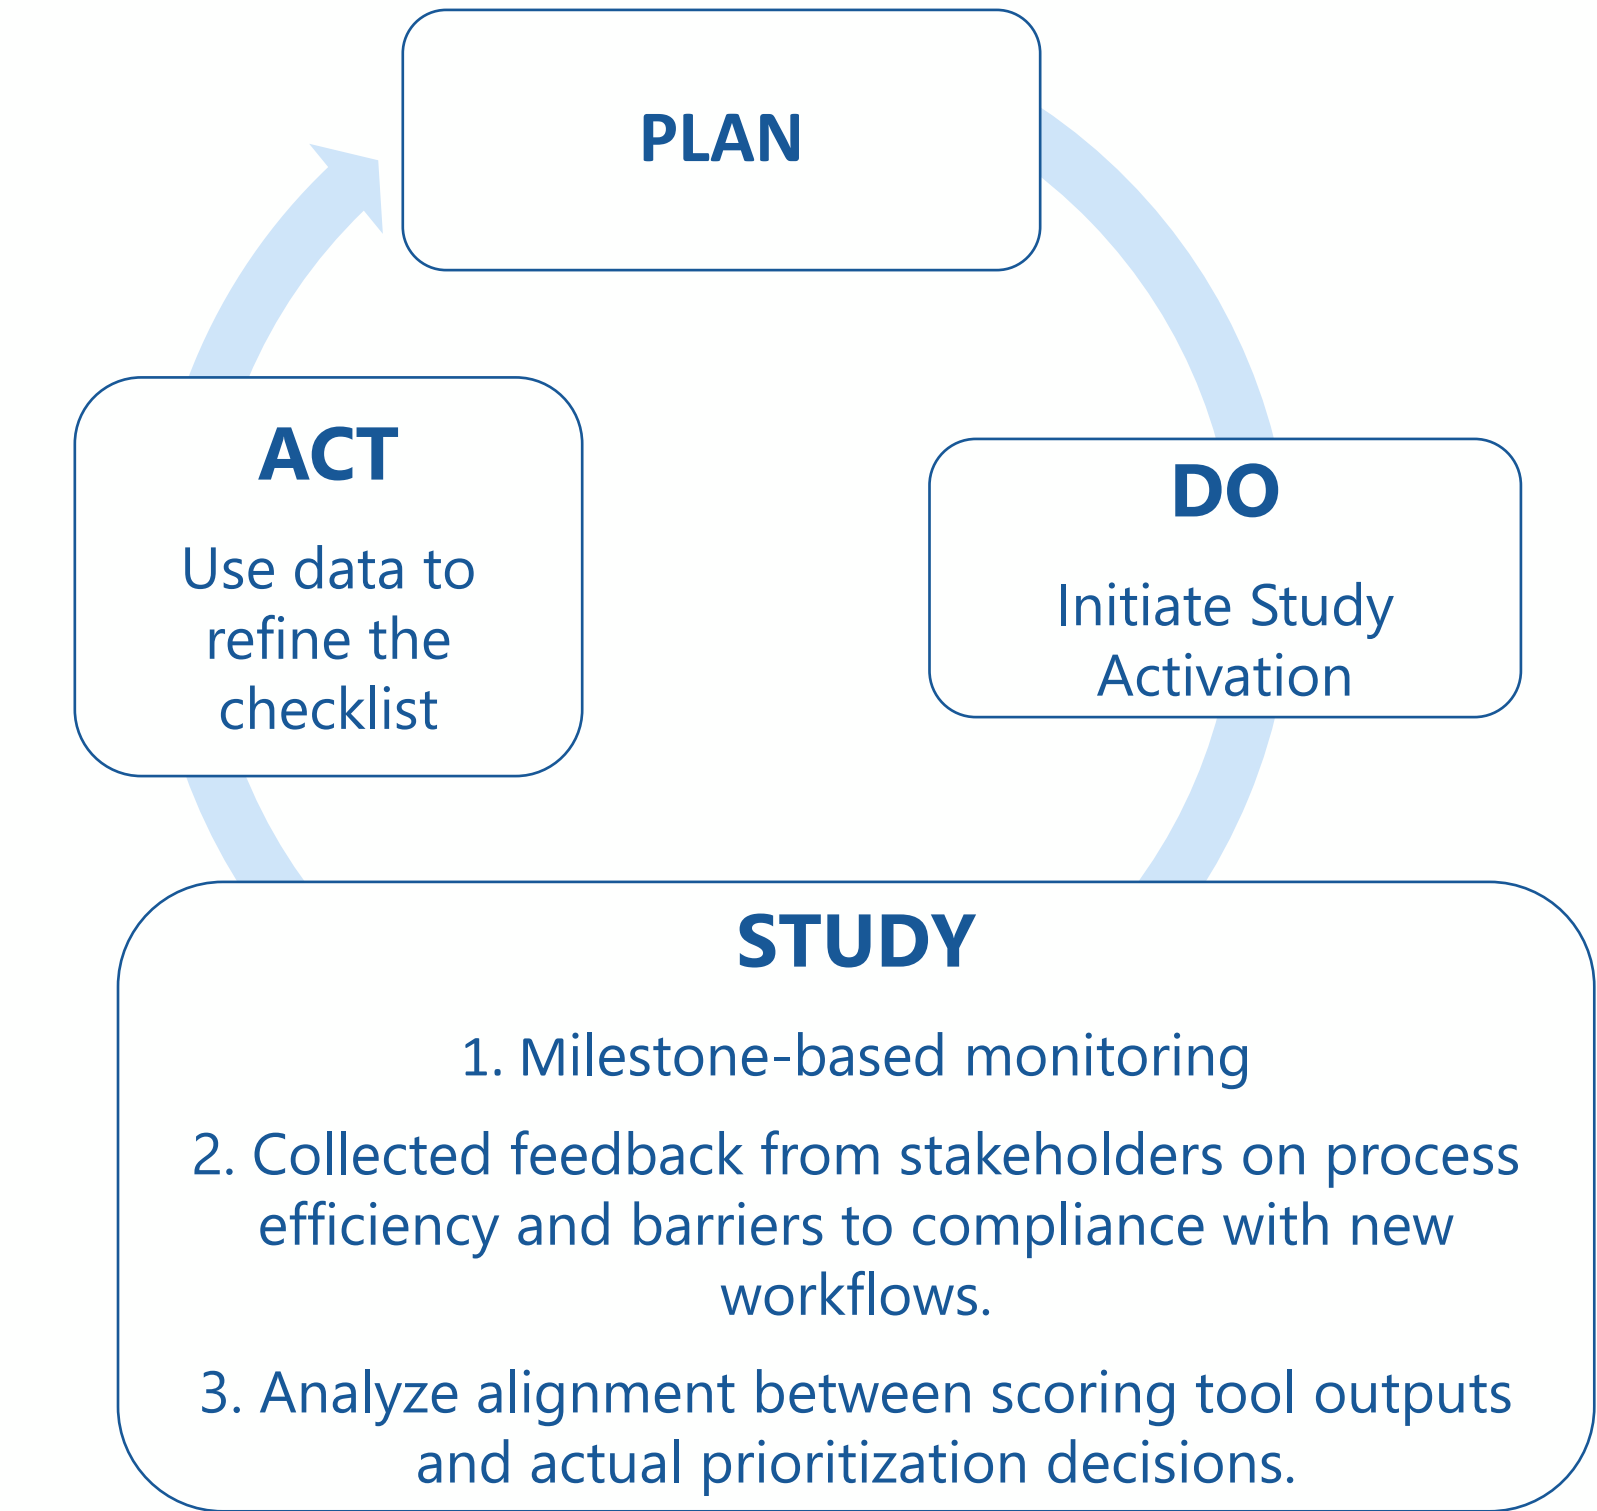 PLAN
DO
Initiate Study
Activation
STUDY
1. Milestone-based monitoring
2. Collected feedback from stakeholders on process
efficiency and barriers to compliance with new
workflows.
3. Analyze alignment between scoring tool outputs
and actual prioritization decisions.
ACT
Use data to
refine the
checklist